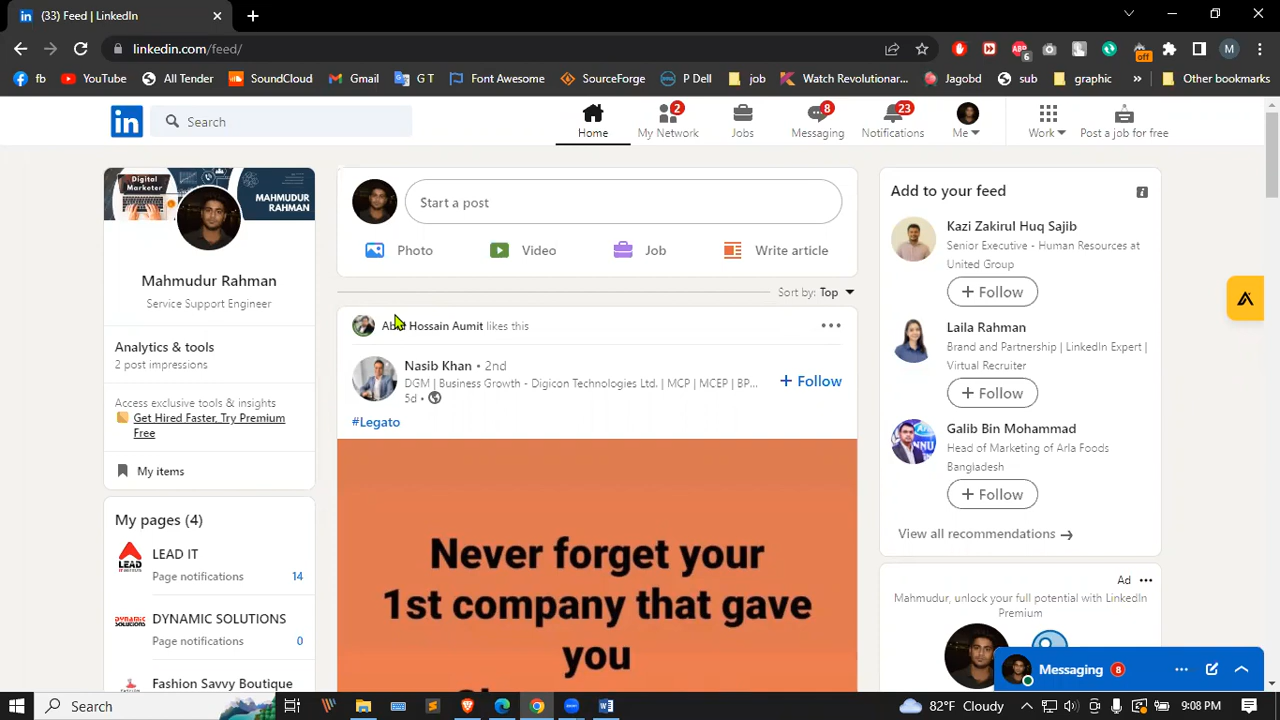 (33) Feed | LinkedIn
linkedin.com/feed/
fb
YouTube
All Tender
SoundCloud
Gmail
GT
Font Awesome
SourceForge
P Dell
job
Watch Revolutionar...
Jagobd
sub
graphic
»
Other bookmarks
6
off
M
in
Search
Home
2
My Network
Jobs
8
Messaging
23
Notifications
Me
Work
Post a job for free
Digital
Marketer
MAHMUDUR
RAHMAN
Mahmudur Rahman
Service Support Engineer
Analytics & tools
2 post impressions
Access exclusive tools & insights
Get Hired Faster, Try Premium
Free
My items
My pages (4)
LEAD IT
Page notifications 14
DYNAMIC SOLUTIONS
Page notifications 0
Fashion Savvy Boutique
Start a post
Photo
Video
Job
Write article
Sort by: Top
Hossain Aumit likes this
Nasib Khan • 2nd
DGM | Business Growth - Digicon Technologies Ltd. | MCP | MCEP | BP...
5d •
+ Follow
#Legato
Never forget your
1st company that gave
you
Add to your feed
Kazi Zakirul Huq Sajib
Senior Executive - Human Resources at
United Group
+ Follow
Laila Rahman
Brand and Partnership | LinkedIn Expert |
Virtual Recruiter
+ Follow
Galib Bin Mohammad
Head of Marketing of Arla Foods
Bangladesh
+ Follow
View all recommendations →
Ad
Mahmudur, unlock your full potential with LinkedIn
Premium
Messaging 8
Search
82°F Cloudy
9:08 PM